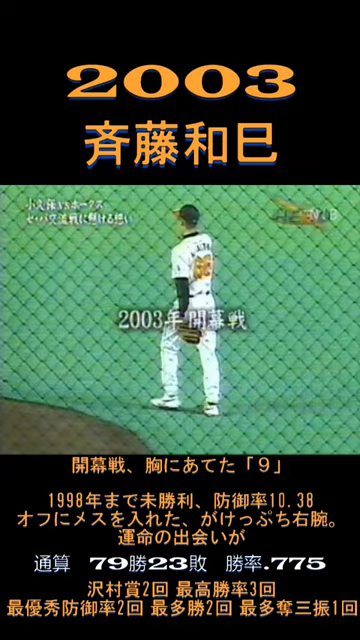 2003
斉藤和巳
小久保VSホークス
セ・パ交流戦に懸ける想い
2003年開幕戦
開幕戦、胸にあてた「９」
1998年まで未勝利、防御率10.38
オフにメスを入れた、がけっぷち右腕。
運命の出会いが
通算 79勝23敗 勝率.775
沢村賞2回 最高勝率3回
最優秀防御率2回 最多勝2回 最多奪三振1回